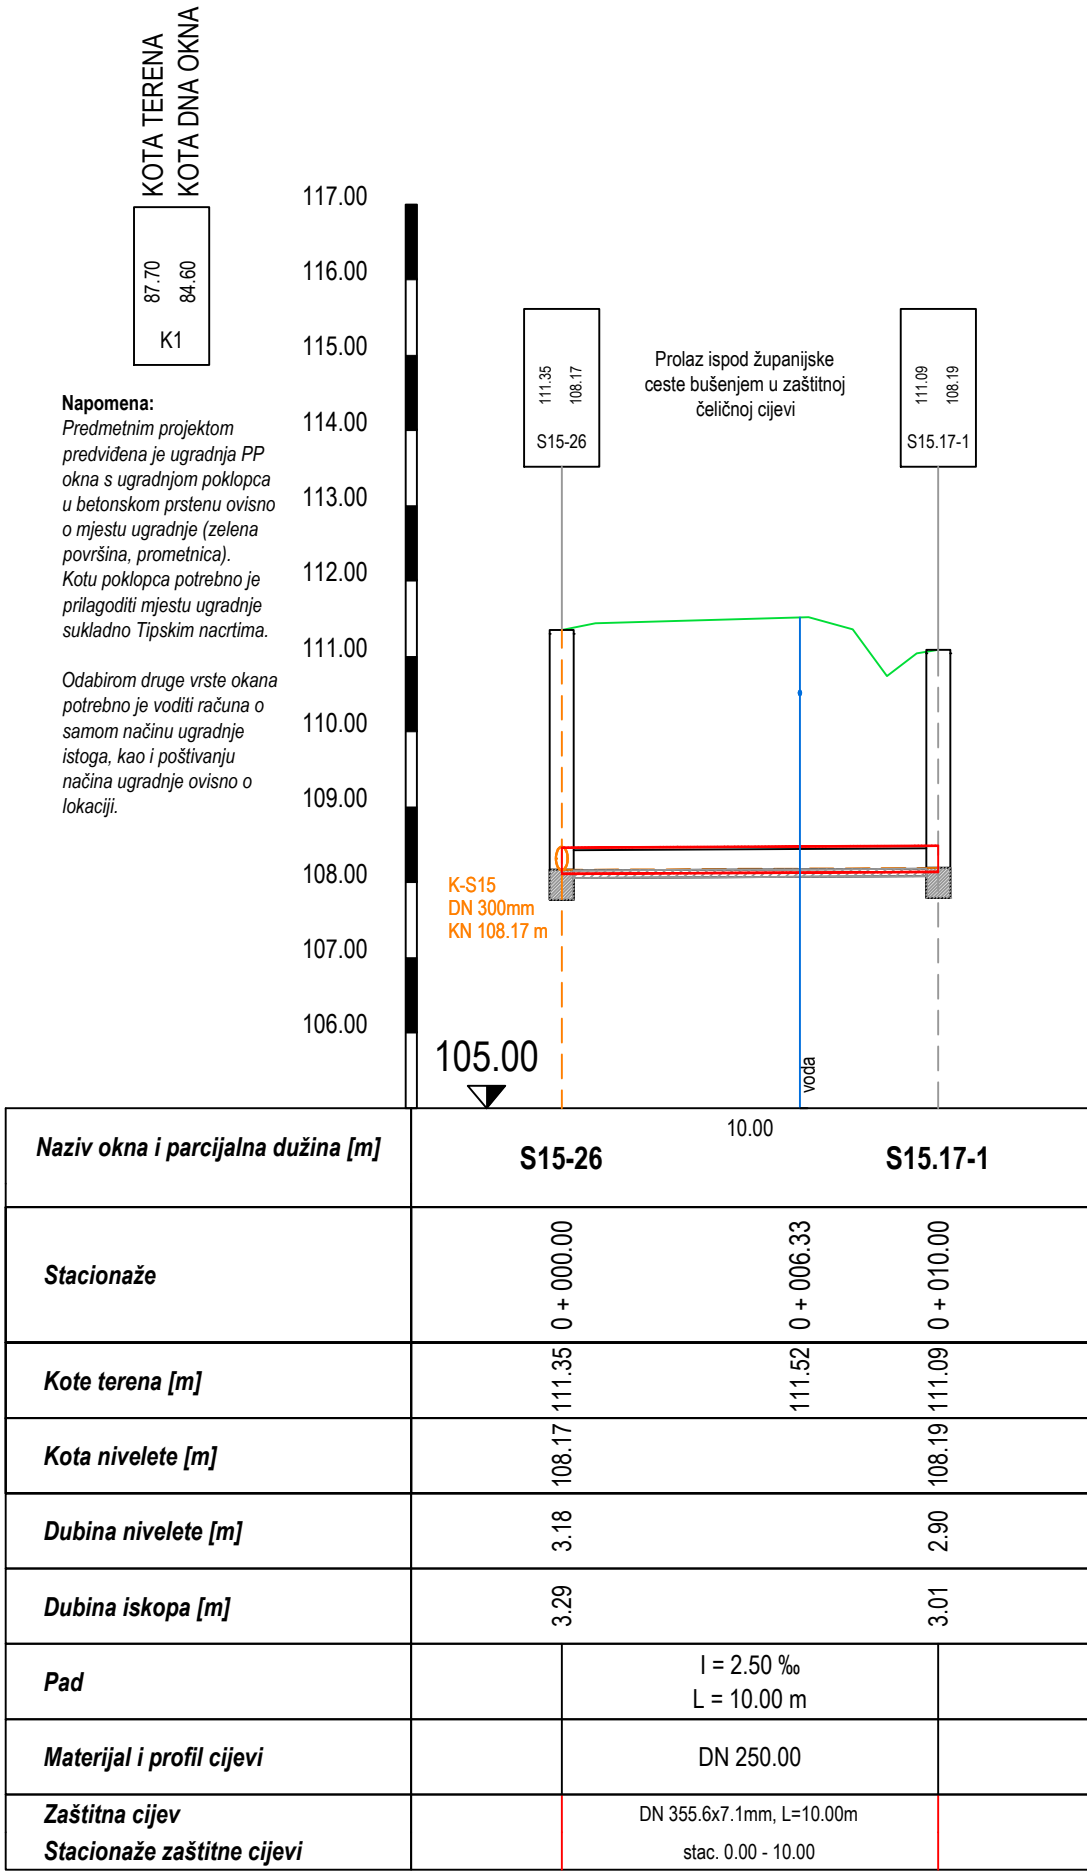 KOTA TERENA
KOTA DNA OKNA
87.70
84.60
K1
Napomena:
Predmetnim projektom
predviđena je ugradnja PP
okna s ugradnjom poklopca
u betonskom prstenu ovisno
o mjestu ugradnje (zelena
površina, prometnica).
Kotu poklopca potrebno je
prilagoditi mjestu ugradnje
sukladno Tipskim nacrtima.
Odabirom druge vrste okana
potrebno je voditi računa o
samom načinu ugradnje
istoga, kao i poštivanju
načina ugradnje ovisno o
lokaciji.
117.00
116.00
115.00
114.00
113.00
112.00
111.00
110.00
109.00
108.00
107.00
106.00
105.00
111.35
108.17
S15-26
Prolaz ispod županijske
ceste bušenjem u zaštitnoj
čeličnoj cijevi
111.09
108.19
S15.17-1
K-S15
DN 300mm
KN 108.17 m
voda
Naziv okna i parcijalna dužina [m]
10.00
S15-26
S15.17-1
Stacionaže
0 + 000.00
0 + 006.33
0 + 010.00
Kote terena [m]
111.35
111.52
111.09
Kota nivelete [m]
108.17
108.19
Dubina nivelete [m]
3.18
2.90
Dubina iskopa [m]
3.29
3.01
Pad
I = 2.50 ‰
L = 10.00 m
Materijal i profil cijevi
DN 250.00
Zaštitna cijev
DN 355.6x7.1mm, L=10.00m
Stacionaže zaštitne cijevi
stac. 0.00 - 10.00